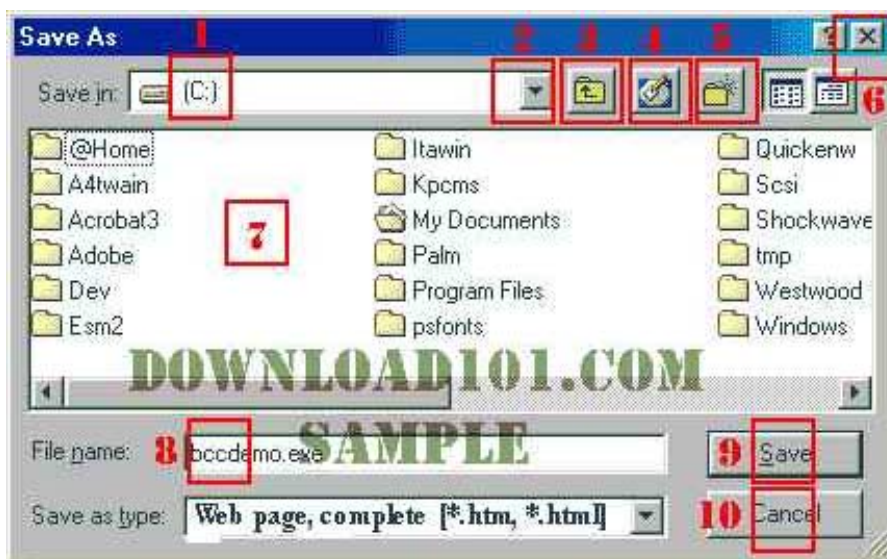 Save As 1 2 3 4 5 ? ×
Save in: (C:) 6
@Home Itawin Quickenw
A4twain Kpcms Scsi
Acrobat3 7 My Documents Shockwave
Adobe Palm tmp
Dev Program Files Westwood
Esm2 psfonts Windows
DOWNLOAD101.COM
SAMPLE
File name: 8 bccdemo.exe 9 Save
Save as type: Web page, complete [*.htm, *.html] 10 Cancel